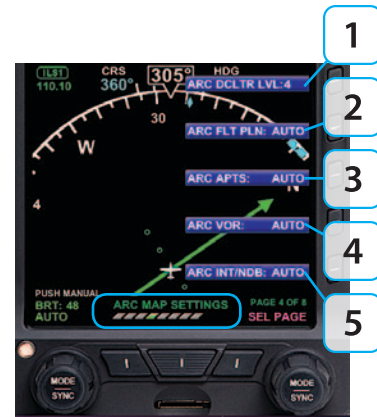 1
ILS1
CRS
305°
HDG
110.10
360°
ARC DCLTR LVL: 4
2
30
ARC FLT PLN: AUTO
W
3
ARC APTS: AUTO
N
4
4
ARC VOR: AUTO
ARC INT/NDB: AUTO
5
PUSH MANUAL
BRT: 48
ARC MAP SETTINGS
PAGE 4 OF 8
AUTO
SEL PAGE
MODE
SYNC
MODE
SYNC